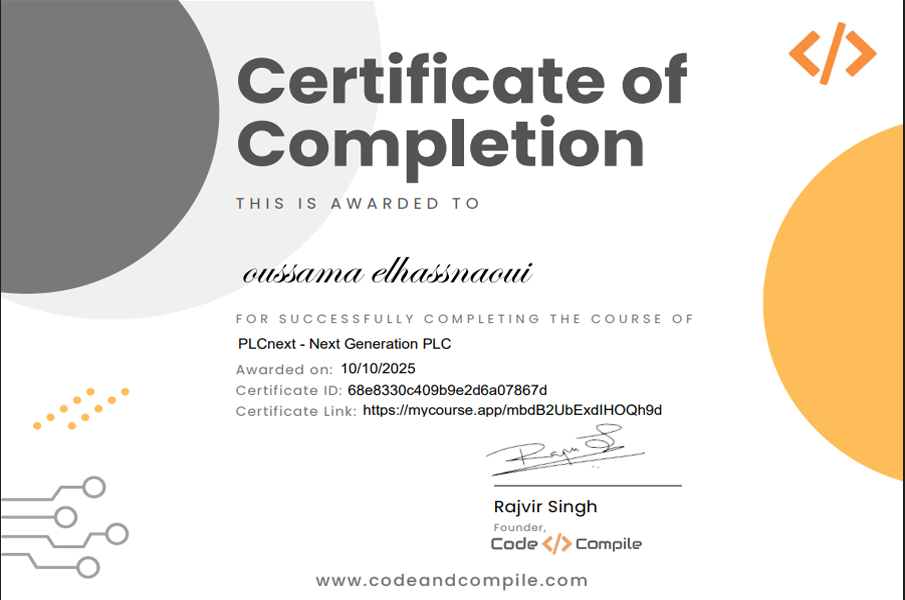 Certificate of
Completion
THIS IS AWARDED TO
oussama elhassnaoui
FOR SUCCESSFULLY COMPLETING THE COURSE OF
PLCnext - Next Generation PLC
Awarded on: 10/10/2025
Certificate ID: 68e8330c409b9e2d6a07867d
Certificate Link: https://mycourse.app/mbdB2UbExdIHOQh9d
Rajvir Singh
Founder,
Code </> Compile
www.codeandcompile.com